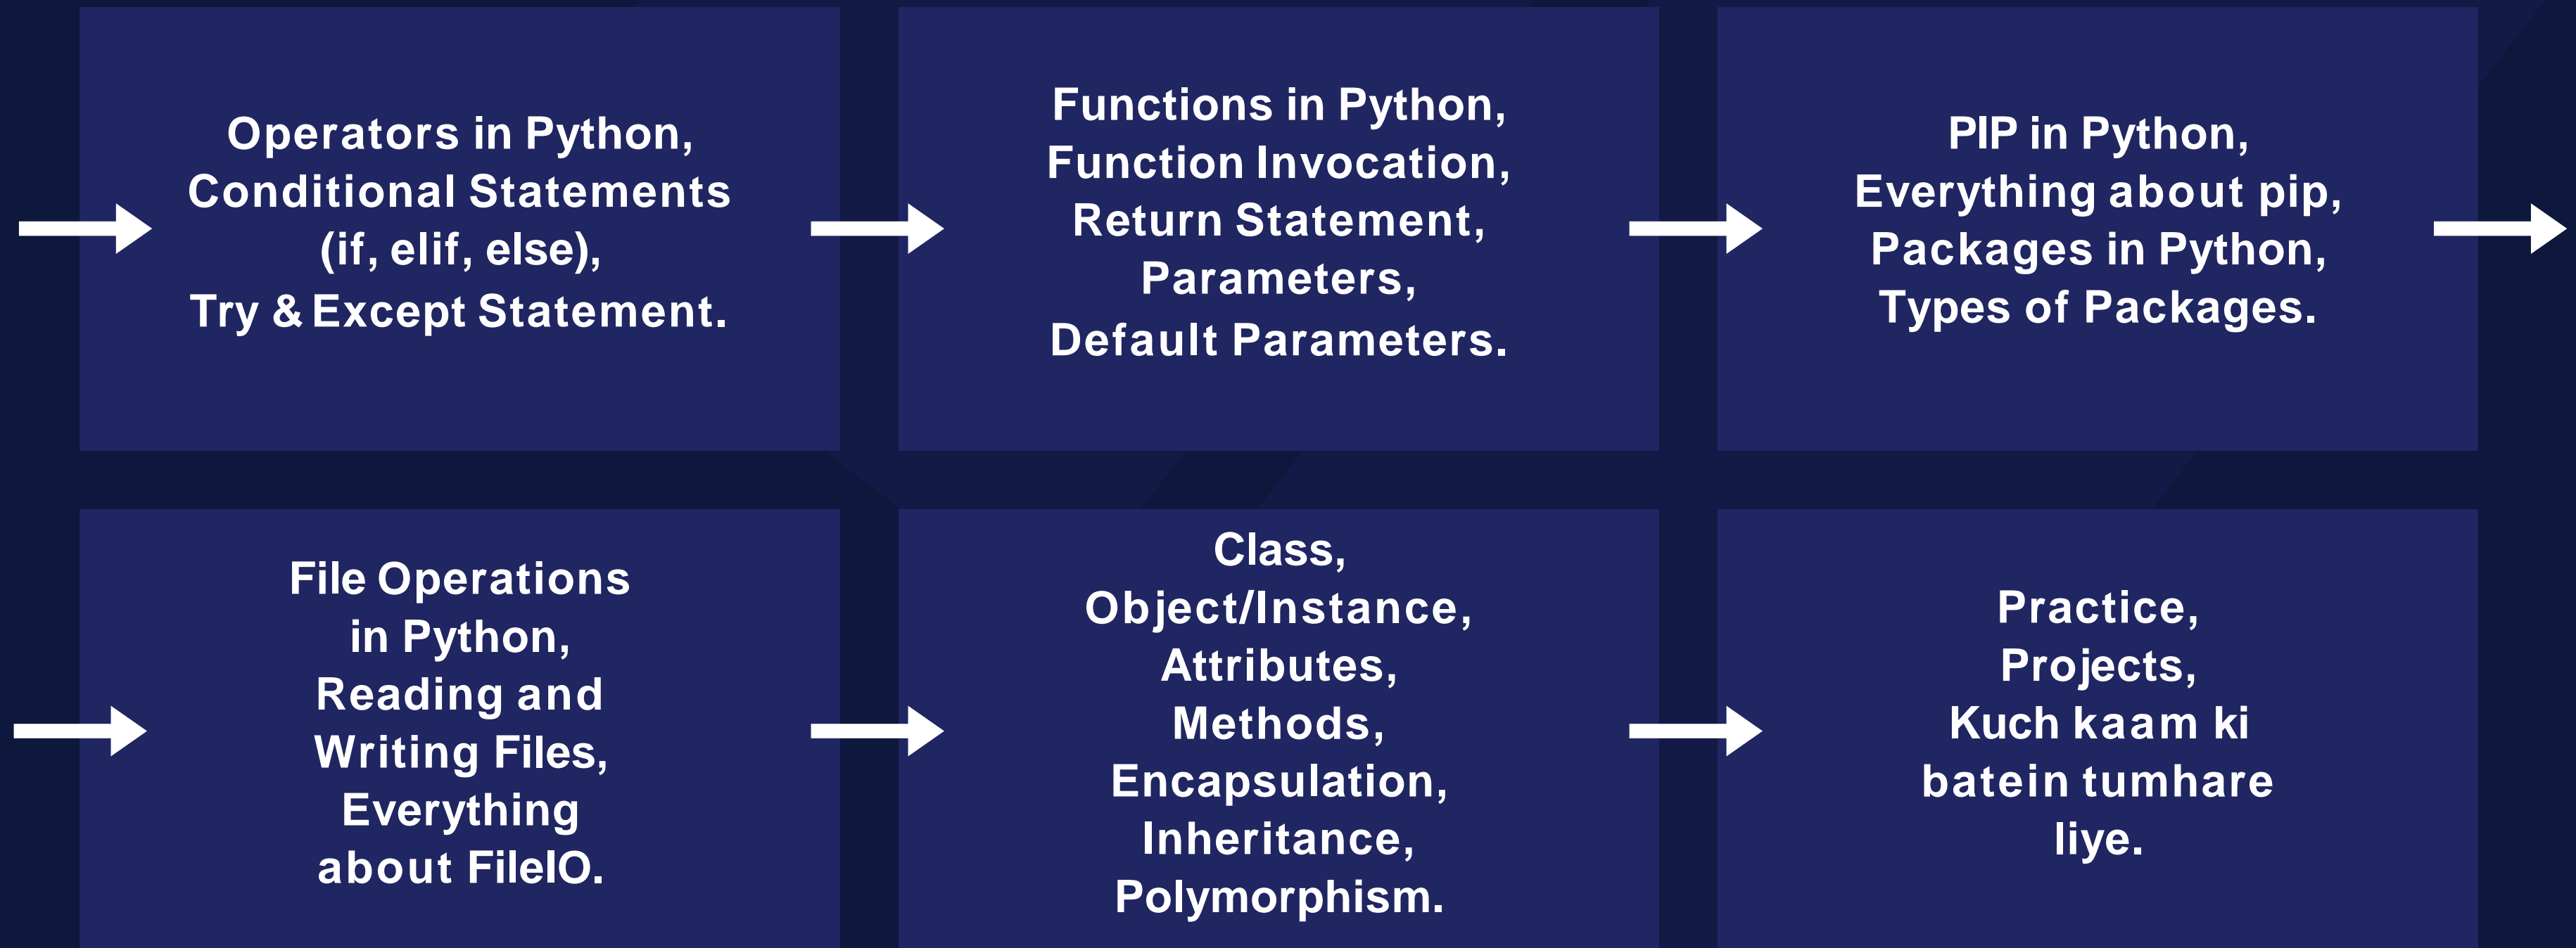 Operators in Python,
Conditional Statements
(if, elif, else),
Try & Except Statement.
Functions in Python,
Function Invocation,
Return Statement,
Parameters,
Default Parameters.
PIP in Python,
Everything about pip,
Packages in Python,
Types of Packages.
File Operations
in Python,
Reading and
Writing Files,
Everything
about FileIO.
Class,
Object/Instance,
Attributes,
Methods,
Encapsulation,
Inheritance,
Polymorphism.
Practice,
Projects,
Kuch kaam ki
batein tumhare
liye.